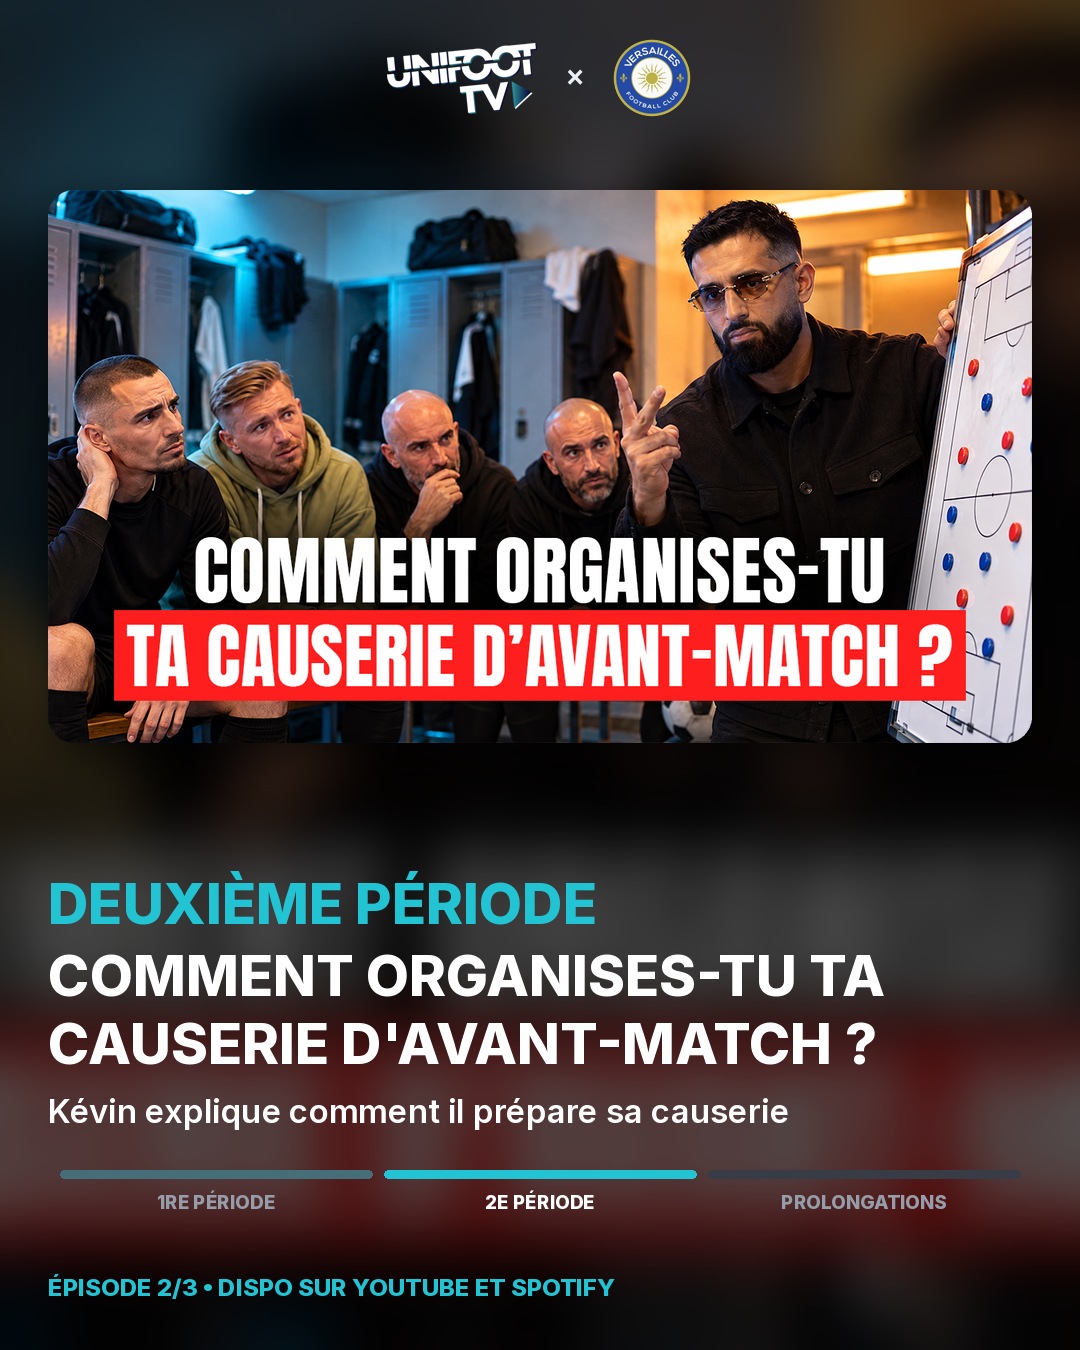 UNIFOOT
TV
×
VERSAILLES
FOOTBALL CLUB
COMMENT ORGANISES-TU
TA CAUSERIE D’AVANT-MATCH ?
DEUXIÈME PÉRIODE
COMMENT ORGANISES-TU TA
CAUSERIE D'AVANT-MATCH ?
Kévin explique comment il prépare sa causerie
1RE PÉRIODE
2E PÉRIODE
PROLONGATIONS
ÉPISODE 2/3 • DISPO SUR YOUTUBE ET SPOTIFY